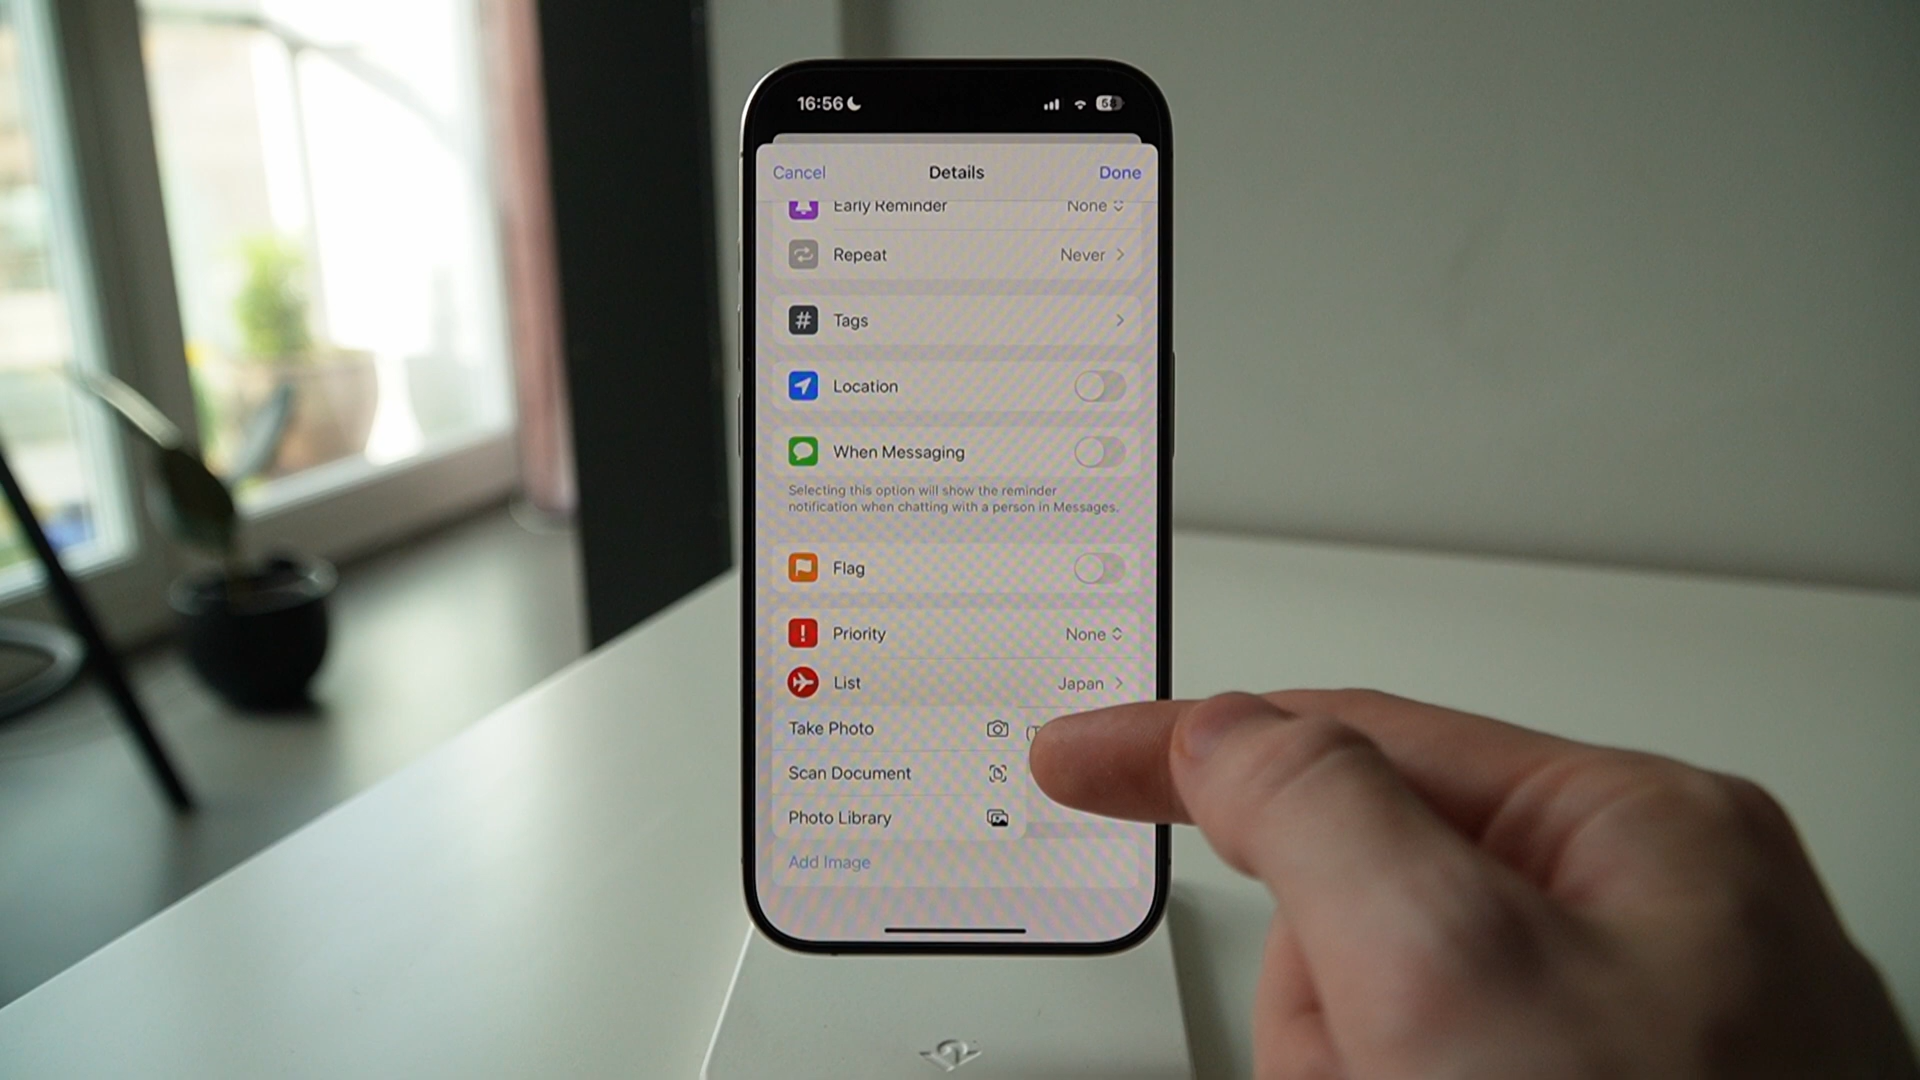 16:56
58
Cancel Details Done
Early Reminder None
Repeat Never
# Tags
Location
When Messaging
Selecting this option will show the reminder
notification when chatting with a person in Messages.
Flag
! Priority None
List Japan
Take Photo
Scan Document
Photo Library
Add Image